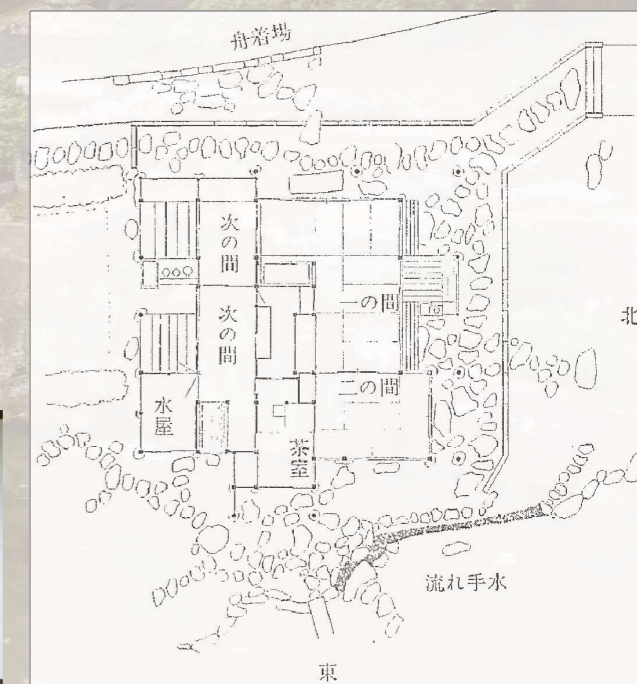 舟着場
次の間
一の間
北
次の間
二の間
水屋
茶室
流れ手水
東